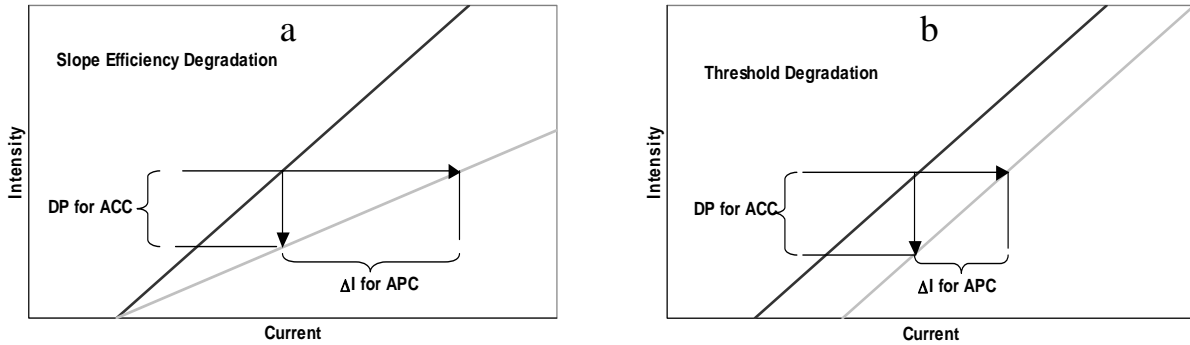 a
Slope Efficiency Degradation
Intensity
DP for ACC
ΔI for APC
Current
b
Threshold Degradation
Intensity
DP for ACC
ΔI for APC
Current